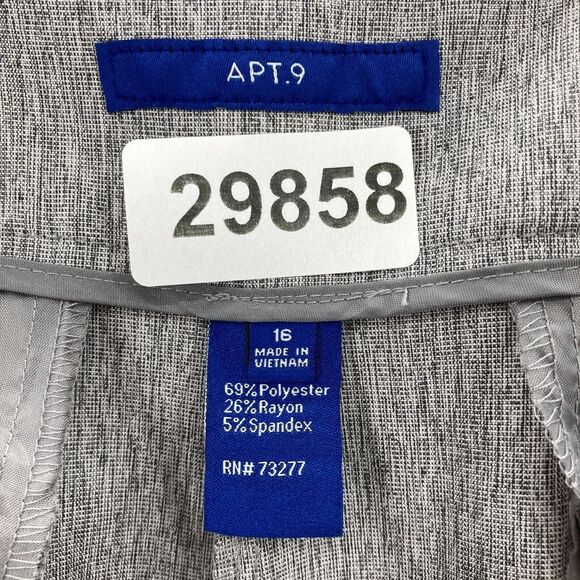 APT.9
29858
16
MADE IN
VIETNAM
69%Polyester
26%Rayon
5%Spandex
RN# 73277